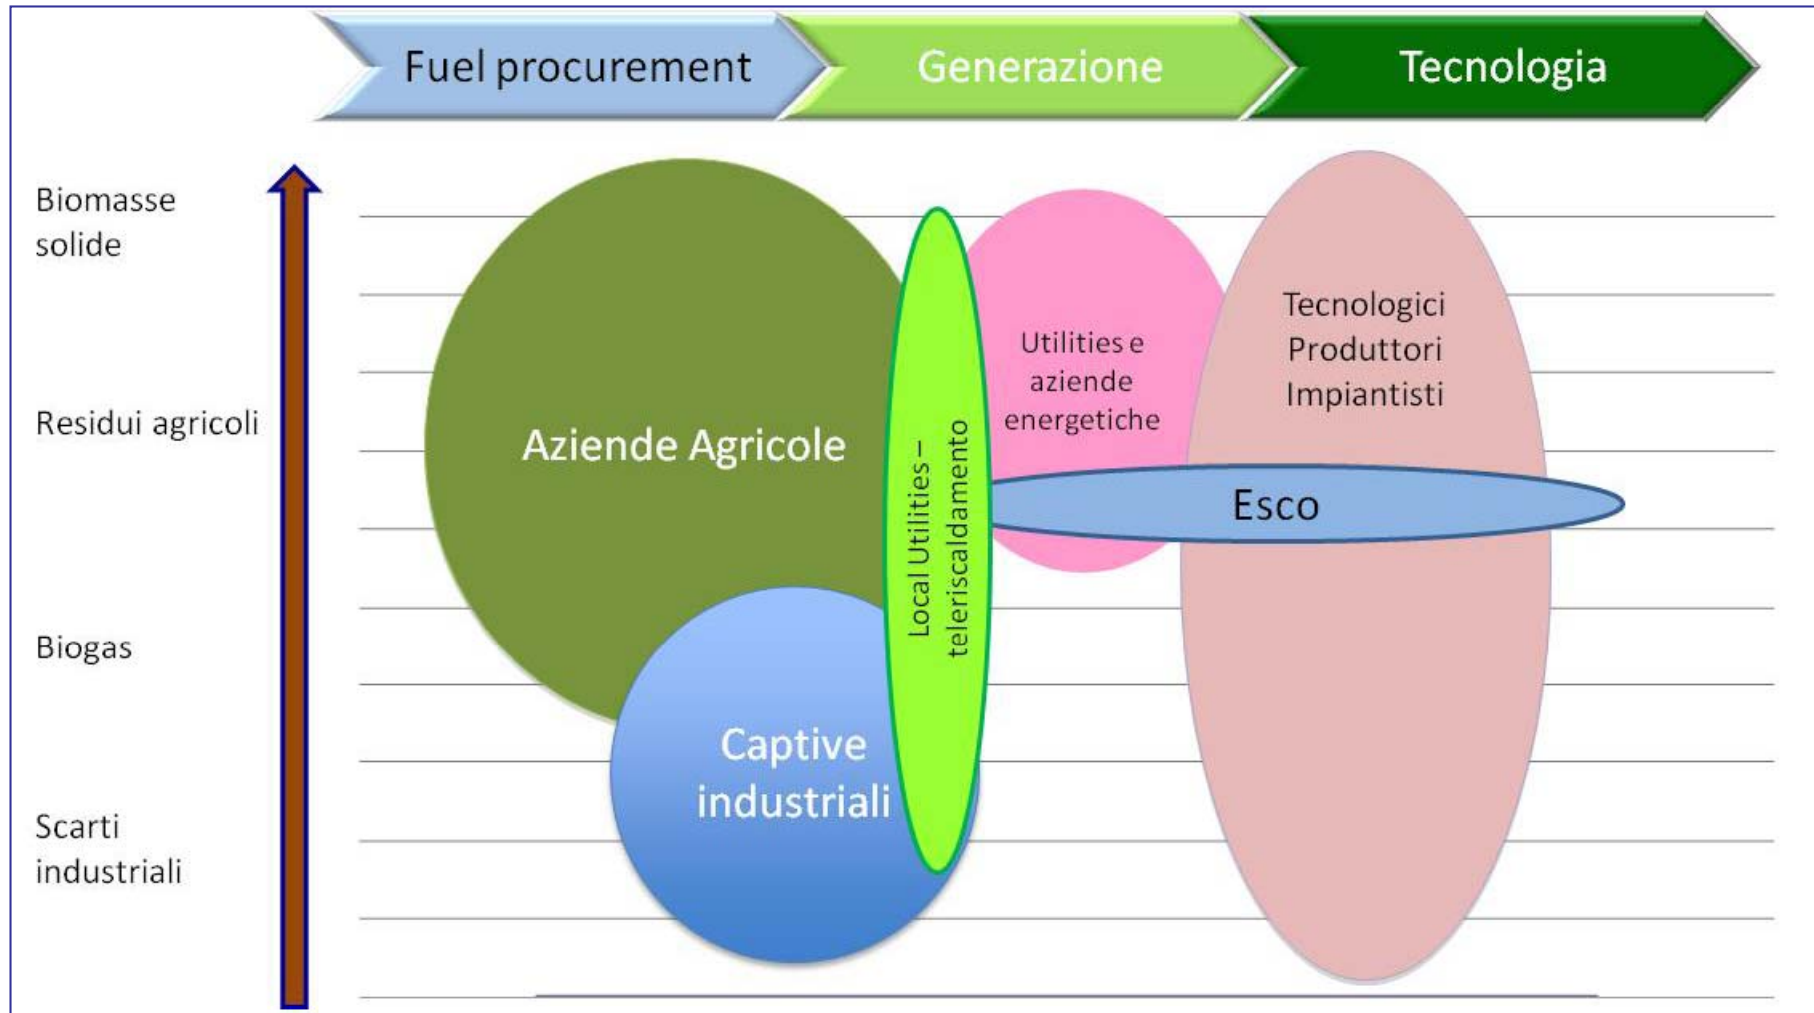 Fuel procurement
Generazione
Tecnologia
Biomasse
solide
Residui agricoli
Biogas
Scarti
industriali
Aziende Agricole
Captive
industriali
Local Utilities –
teleriscaldamento
Utilities e
aziende
energetiche
Tecnologici
Produttori
Impiantisti
Esco